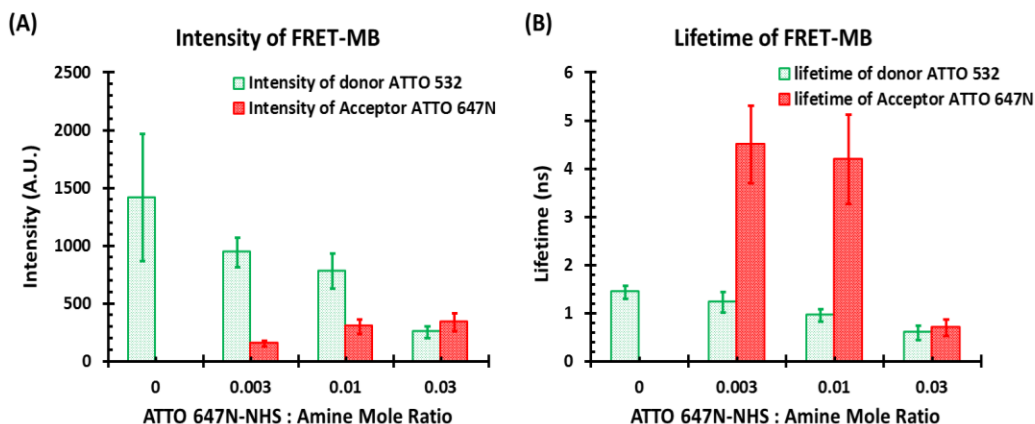 (A)
Intensity of FRET-MB
Intensity of donor ATTO 532
Intensity of Acceptor ATTO 647N
Intensity (A.U.)
2500
2000
1500
1000
500
0
0 0.003 0.01 0.03
ATTO 647N-NHS : Amine Mole Ratio
(B)
Lifetime of FRET-MB
lifetime of donor ATTO 532
lifetime of Acceptor ATTO 647N
Lifetime (ns)
6
5
4
3
2
1
0
0 0.003 0.01 0.03
ATTO 647N-NHS : Amine Mole Ratio